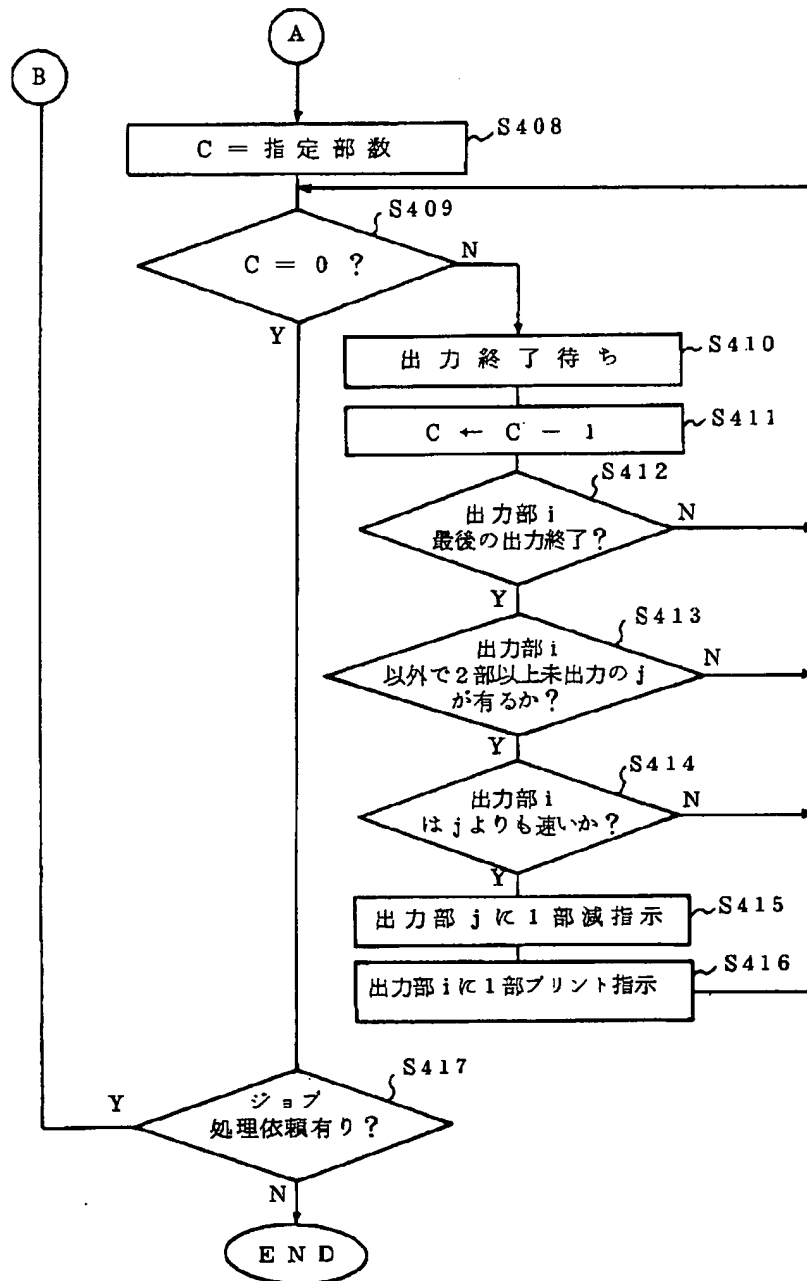 A
B
C = 指定部数
S408
S409
C = 0 ?
N
Y
出力終了待ち
S410
C ← C - 1
S411
S412
出力部 i
最後の出力終了?
N
Y
S413
出力部 i
以外で2部以上未出力の j
が有るか?
N
Y
S414
出力部 i
は j よりも速いか?
N
Y
出力部 j に1部減指示
S415
出力部 i に1部プリント指示
S416
S417
ジョブ
処理依頼有り?
Y
N
END